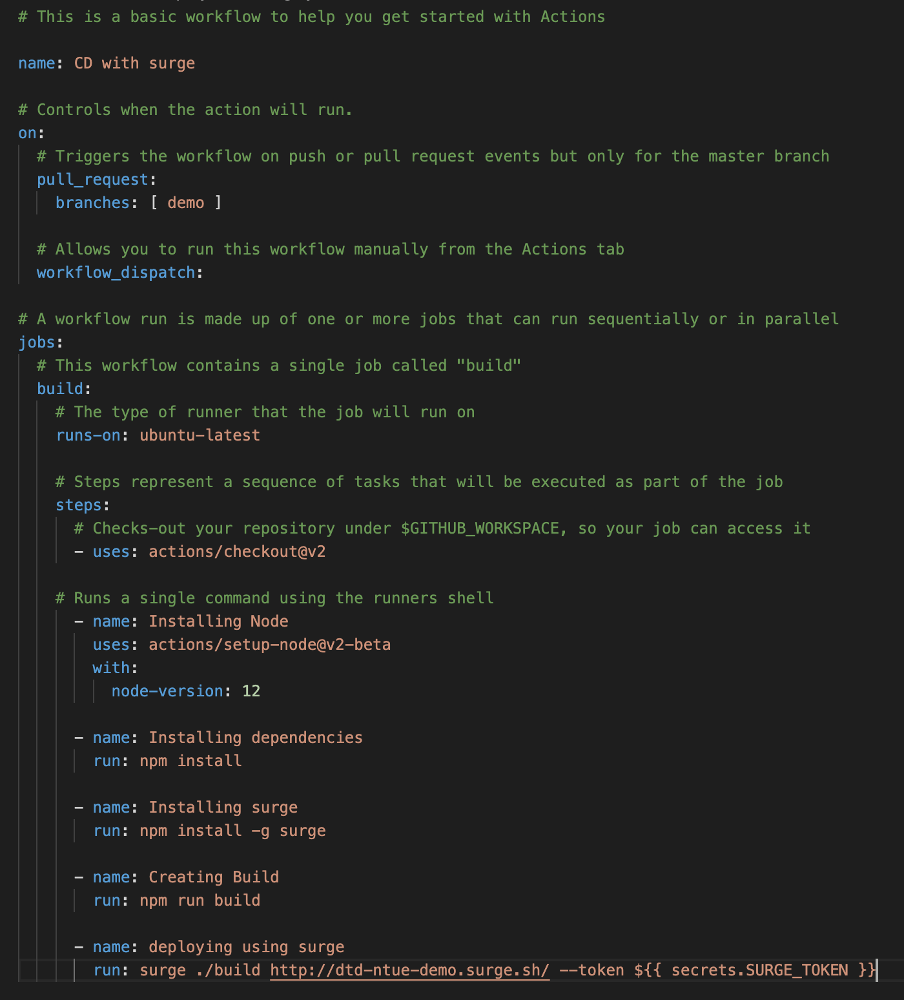 # This is a basic workflow to help you get started with Actions
name: CD with surge
# Controls when the action will run.
on:
# Triggers the workflow on push or pull request events but only for the master branch
pull_request:
branches: [ demo ]
# Allows you to run this workflow manually from the Actions tab
workflow_dispatch:
# A workflow run is made up of one or more jobs that can run sequentially or in parallel
jobs:
# This workflow contains a single job called "build"
build:
# The type of runner that the job will run on
runs-on: ubuntu-latest
# Steps represent a sequence of tasks that will be executed as part of the job
steps:
# Checks-out your repository under $GITHUB_WORKSPACE, so your job can access it
- uses: actions/checkout@v2
# Runs a single command using the runners shell
- name: Installing Node
uses: actions/setup-node@v2-beta
with:
node-version: 12
- name: Installing dependencies
run: npm install
- name: Installing surge
run: npm install -g surge
- name: Creating Build
run: npm run build
- name: deploying using surge
run: surge ./build http://dtd-ntue-demo.surge.sh/ --token ${{ secrets.SURGE_TOKEN }}